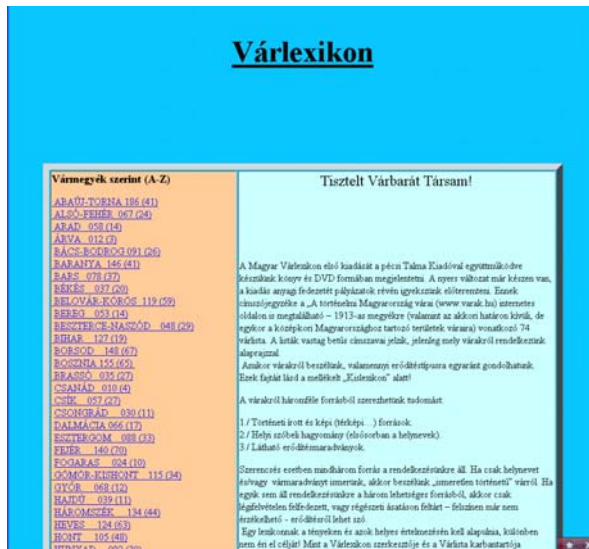 Várlexikon
Vármegyék szerint (A-Z)
ABAÚJ-TORNA 186 (41)
ALSÓ-FEHÉR 067 (24)
ARAD 058 (14)
ÁRVA 012 (3)
BÁCS-BODROG 091 (26)
BARANYA 146 (41)
BARS 078 (37)
BÉKÉS 037 (20)
BELOVÁR-KÖRÖS 119 (59)
BEREG 053 (14)
BESZTERCE-NASZÓD 048 (29)
BIHAR 127 (19)
BORSOD 148 (67)
BOSZNIA 155 (65)
BRASSÓ 035 (27)
CSANÁD 010 (4)
CSÍK 057 (27)
CSONGRÁD 030 (11)
DALMÁCIA 066 (17)
ESZTERGOM 088 (33)
FEJÉR 140 (70)
FOGARAS 024 (10)
GÖMÖR-KISHONT 115 (34)
GYŐR 068 (12)
HAJDÚ 039 (11)
HÁROMSZÉK 134 (44)
HEVES 124 (63)
HONT 105 (48)
Tisztelt Várbarát Társam!
A Magyar Várlexikon első kiadását a pécsi Talma Kiadóval együttműködve
készülünk könyv és DVD formában megjelentetni. A nyers változat már készen van,
a kiadás anyagi fedezetét pályázatok révén igyekszünk előteremteni. Ennek
címszójegyzéke a „A történelmi Magyarország várai (www.varak.hu) internetes
oldalon is megtalálható – 1913-as megyékre (valamint az akkori határon kívüli, de
egykor a középkori Magyarországhoz tartozó területek váraira) vonatkozó 74
várlista. A listák vastag betűs címszavai jelzik, jelenleg mely várakról rendelkezünk
alaprajzzal.
Amikor várakról beszélünk, valamennyi erődítéstípusra egyaránt gondolhatunk.
Ezek fajtáit lásd a mellékelt „Kislexikon” alatt!
A várakról háromféle forrásból szerezhetünk tudomást:
1./ Történeti írott és képi (térképi…) források.
2./ Helyi szóbeli hagyomány (elsősorban a helynevek).
3./ Látható erődítésmaradványok.
Szerencsés esetben mindhárom forrás a rendelkezésünkre áll. Ha csak helynevet
és/vagy vármaradványt ismerünk, akkor beszélünk „ismeretlen történetű” várról. Ha
egyik sem áll rendelkezésünkre a három lehetséges forrásból, akkor csak
légifelvételen felfedezett, vagy régészeti ásatáson feltárt – felszínen már nem
érzékelhető – erődítésről lehet szó.
Egy lexikonnak a tényeken és azok helyes értelmezésén kell alapulnia, különben
nem éri el célját! Mint a Várlexikon szerkesztője és a Várlista karbantartója